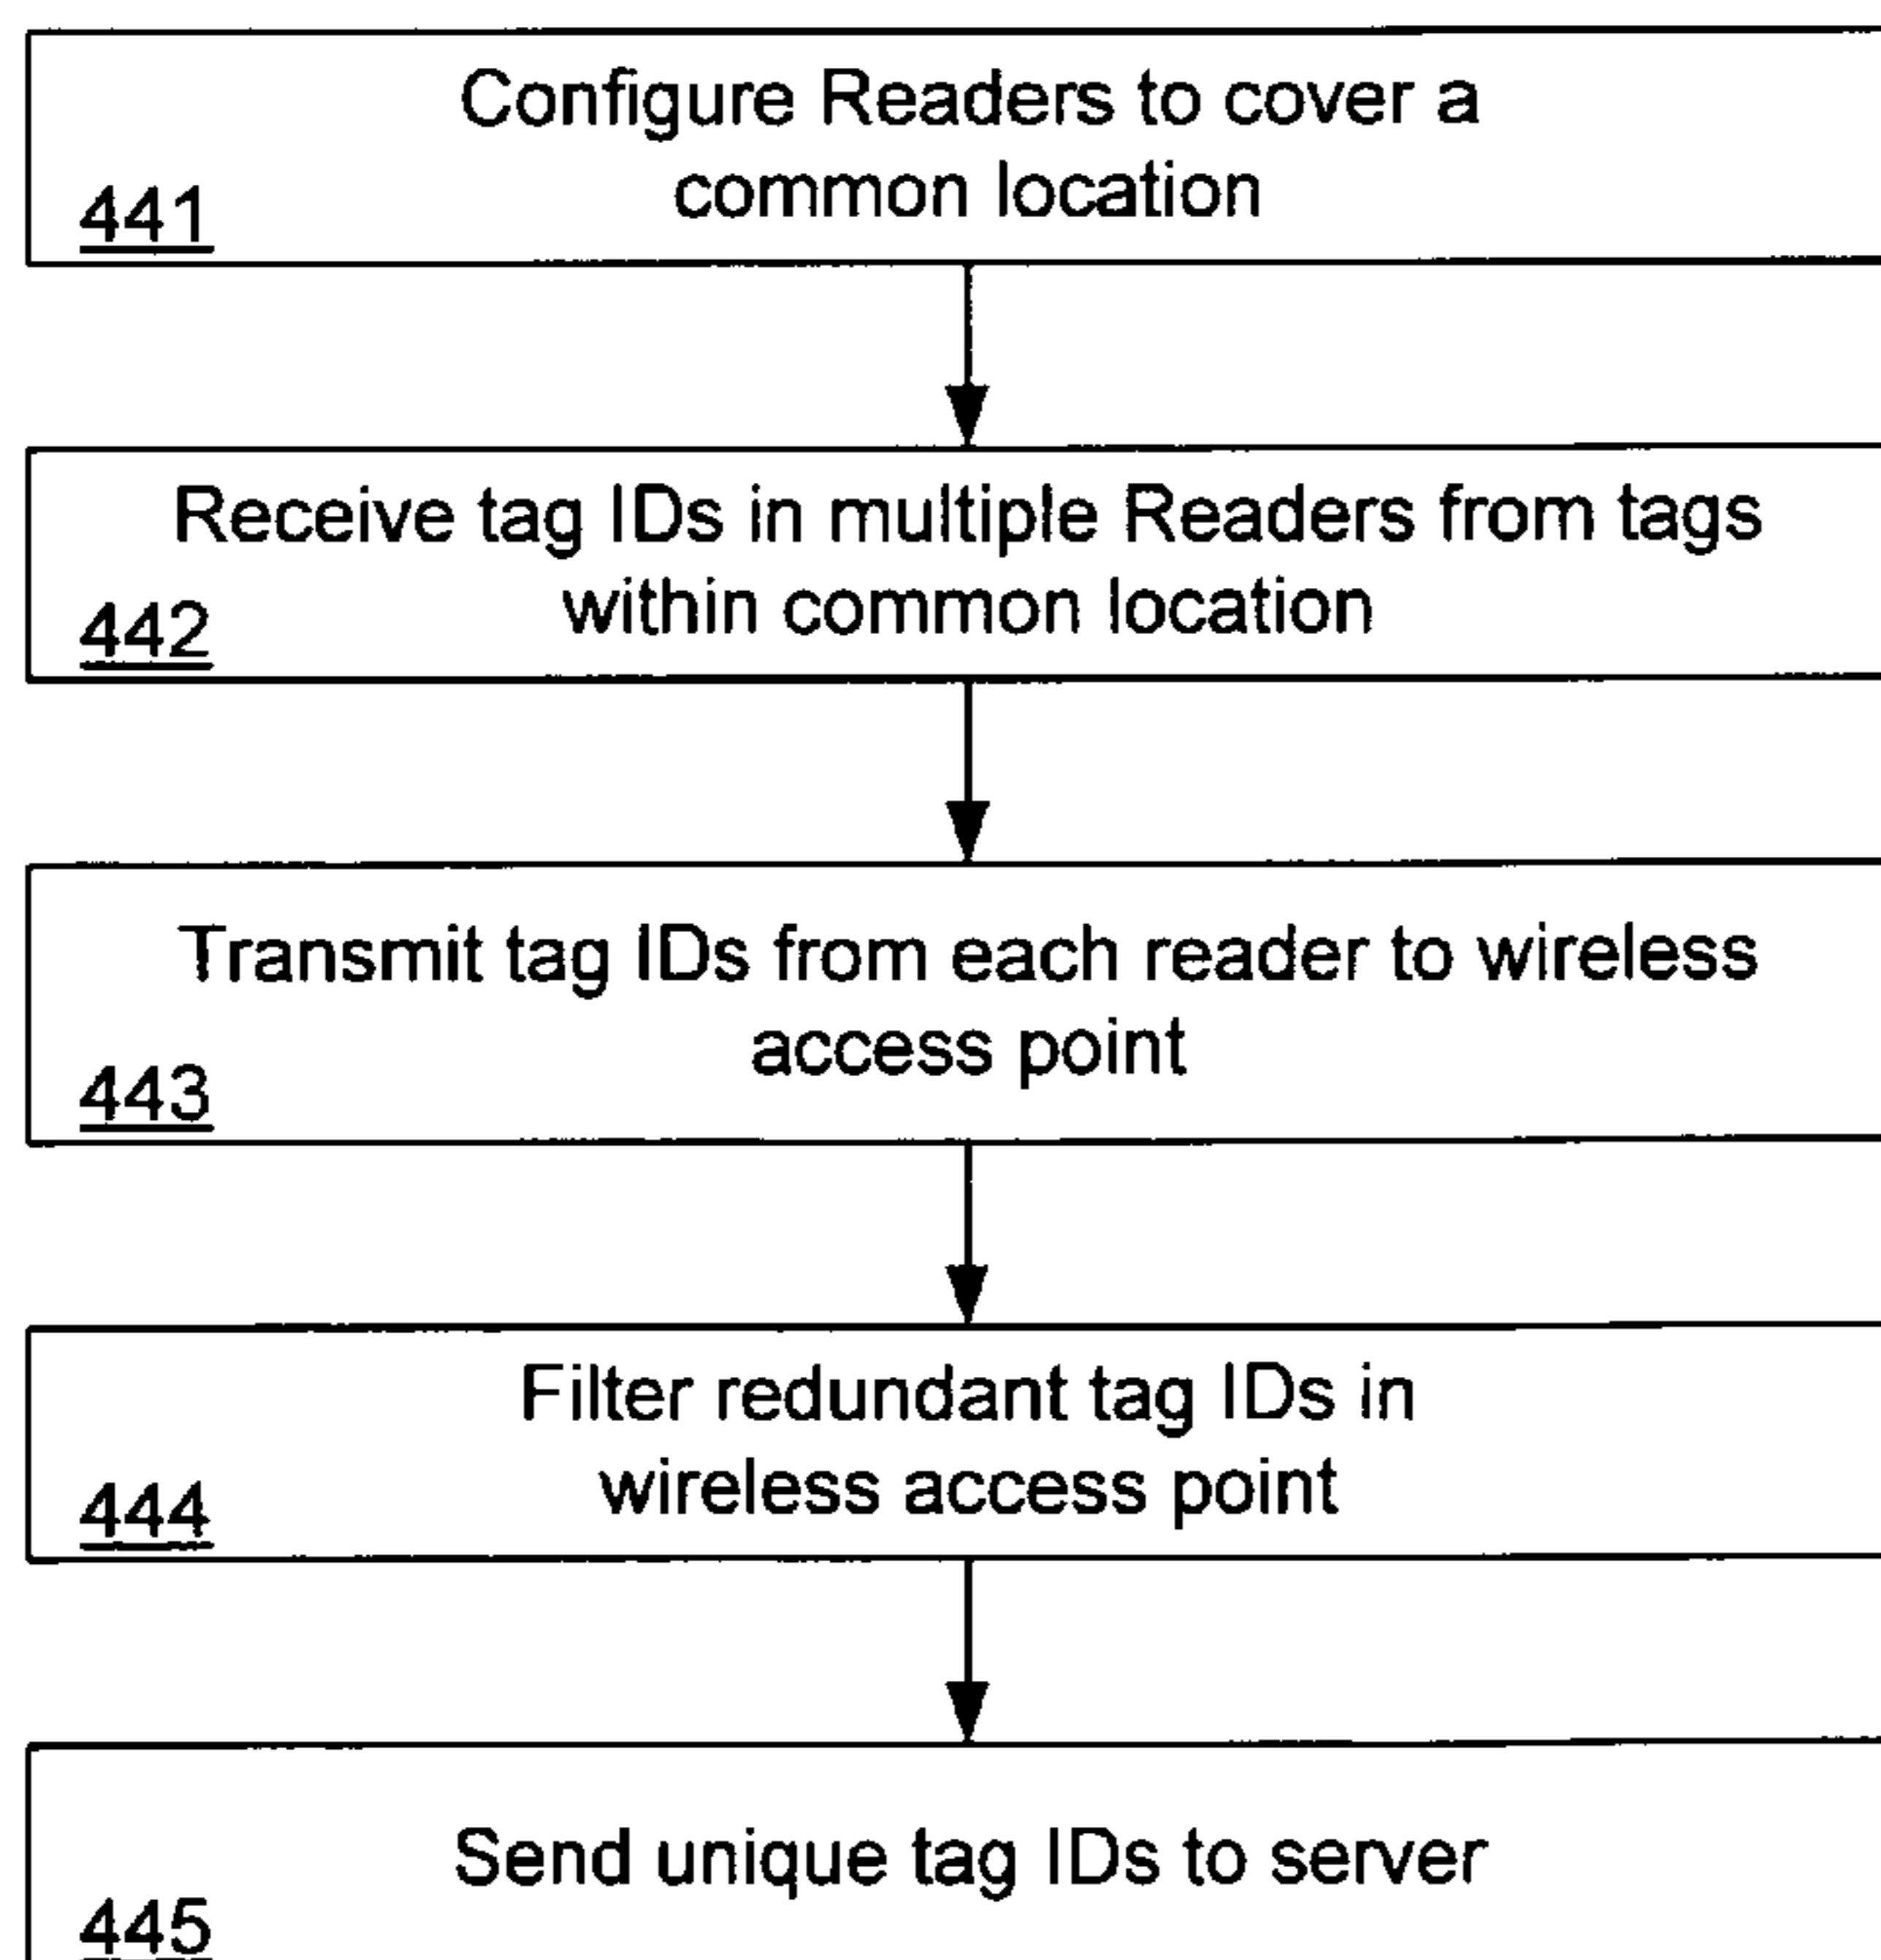 Configure Readers to cover a
common location
441
Receive tag IDs in multiple Readers from tags
within common location
442
Transmit tag IDs from each reader to wireless
access point
443
Filter redundant tag IDs in
wireless access point
444
Send unique tag IDs to server
445